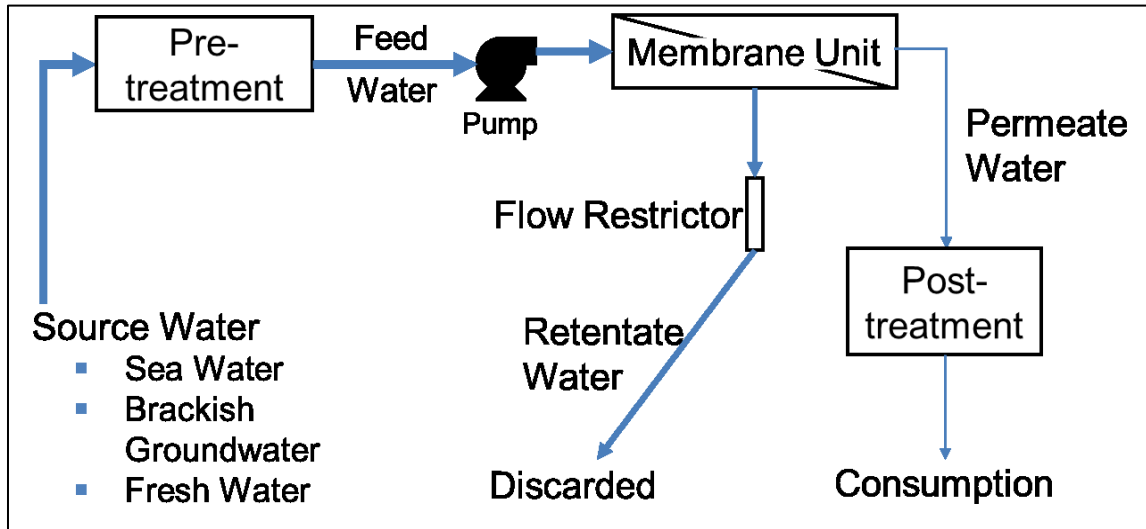 Pre-
treatment
Feed
Water
Pump
Membrane Unit
Permeate
Water
Flow Restrictor
Post-
treatment
Source Water
▪ Sea Water
▪ Brackish
Groundwater
▪ Fresh Water
Retentate
Water
Discarded
Consumption